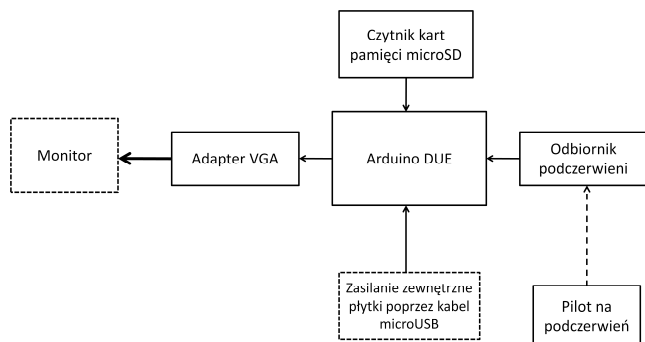 Czytnik kart
pamięci microSD
Monitor
Adapter VGA
Arduino DUE
Odbiornik
podczerwieni
Zasilanie zewnętrzne
płytki poprzez kabel
microUSB
Pilot na
podczerwień